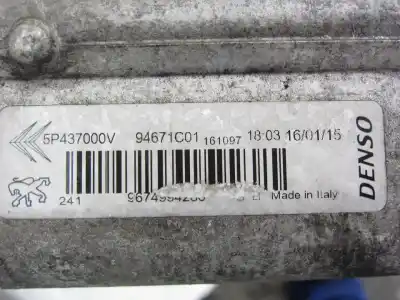 5P437000V 94671C01 161097 18:03 16/01/15
DENSO
241 Made in Italy